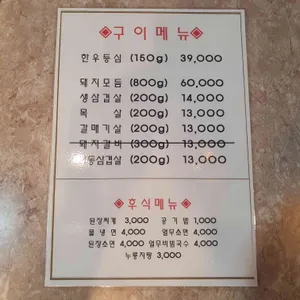 ◈구이메뉴◈
한우등심 (150g) 39,000
돼지모듬 (800g) 60,000
생삼겹살 (200g) 14,000
목 살 (200g) 13,000
갈메기살 (200g) 13,000
돼지갈비 (300g) 13,000
삼겹살 (200g) 13,000
◈후식메뉴◈
된장찌개 3,000 공기밥 1,000
물냉면 4,000 열무소면 4,000
된장소면 4,000 열무비빔국수 4,000
누룽지탕 3,000